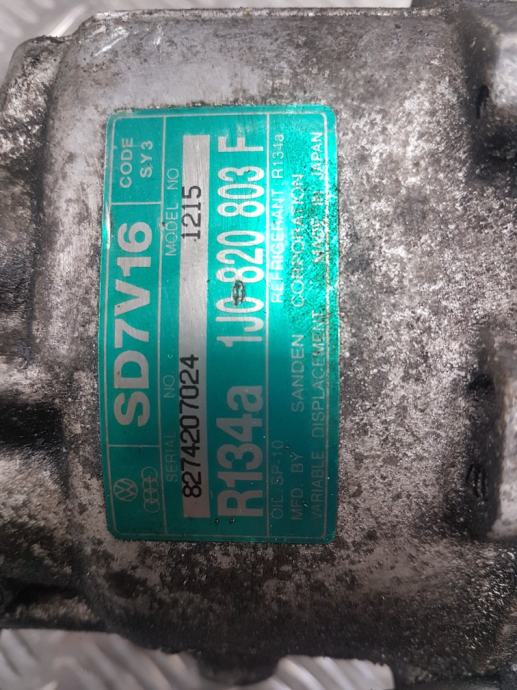 SD7V16 CODE SY3
SERIAL NO. MODEL NO
8274207024 1215
R134a 1J0 820 803 F
OIL SP-10 REFRIGERANT R134a
MFD. BY SANDEN CORPORATION
VARIABLE DISPLACEMENT MADE IN JAPAN